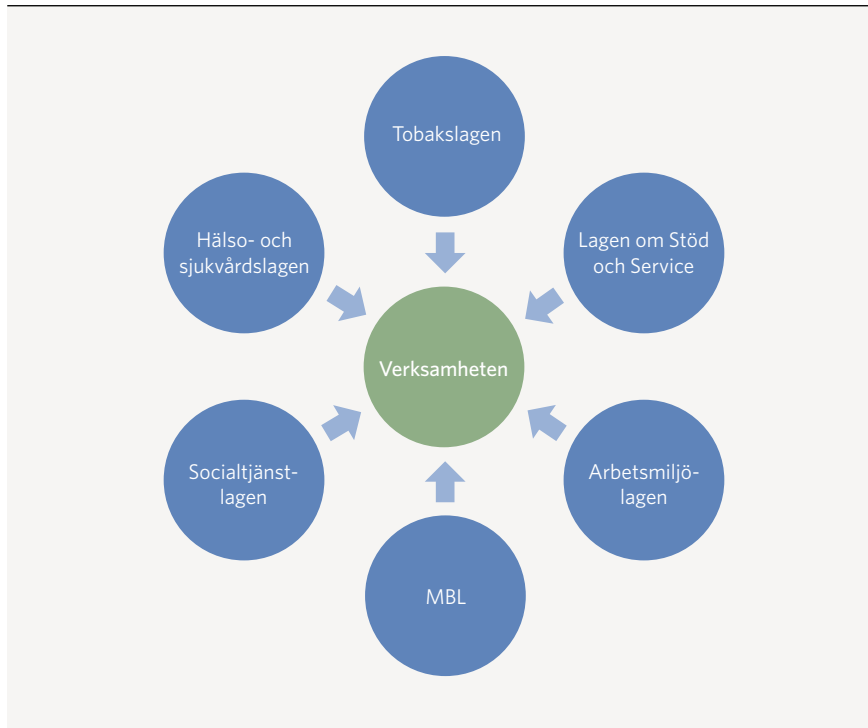 Tobakslagen
Hälso- och
sjukvårdslagen
Lagen om Stöd
och Service
Verksamheten
Socialtjänst-
lagen
Arbetsmiljö-
lagen
MBL